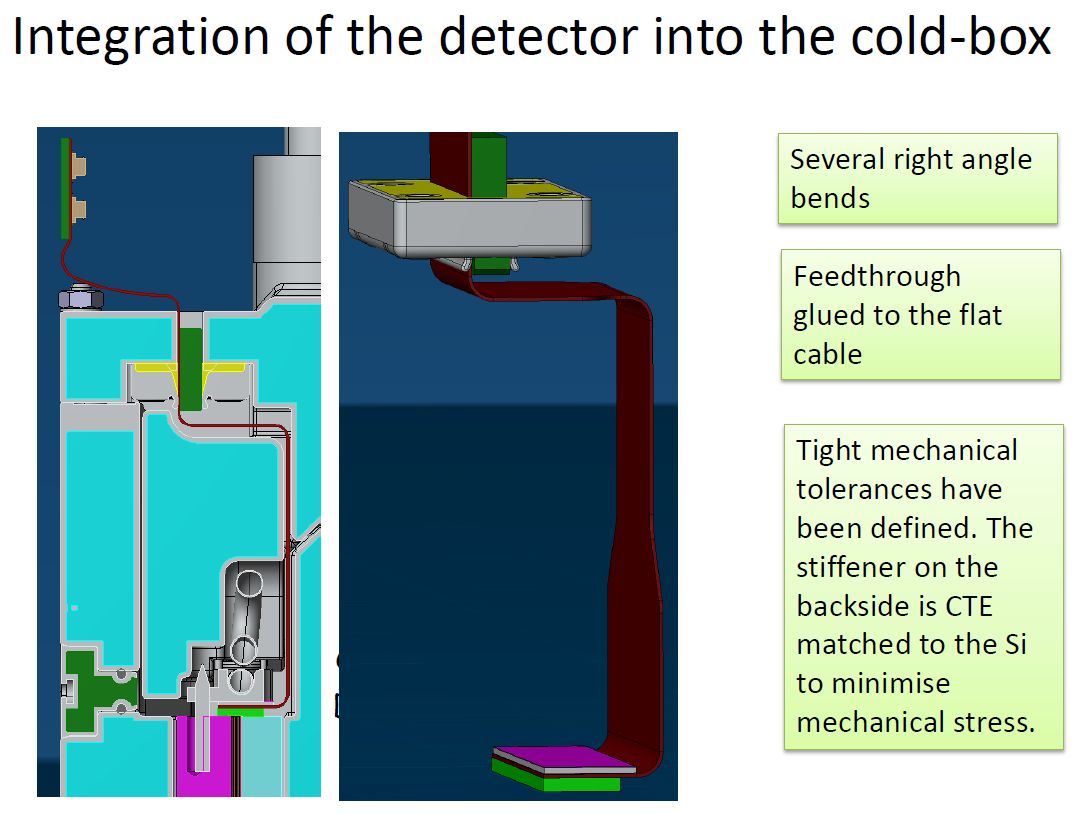 Integration of the detector into the cold-box
Several right angle
bends
Feedthrough
glued to the flat
cable
Tight mechanical
tolerances have
been defined. The
stiffener on the
backside is CTE
matched to the Si
to minimise
mechanical stress.